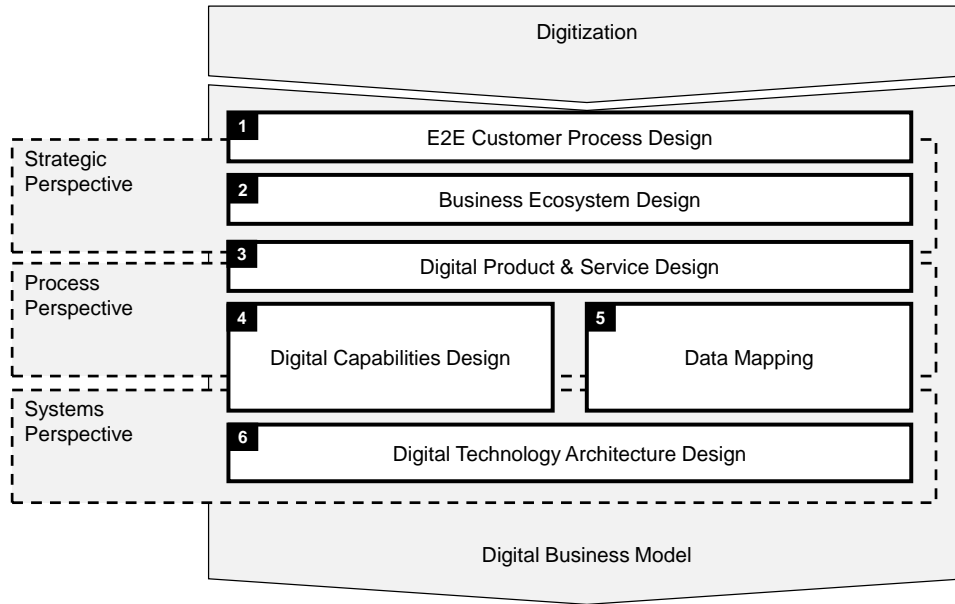 Digitization
1
E2E Customer Process Design
Strategic
Perspective
2
Business Ecosystem Design
3
Digital Product & Service Design
Process
Perspective
4
Digital Capabilities Design
5
Data Mapping
Systems
Perspective
6
Digital Technology Architecture Design
Digital Business Model